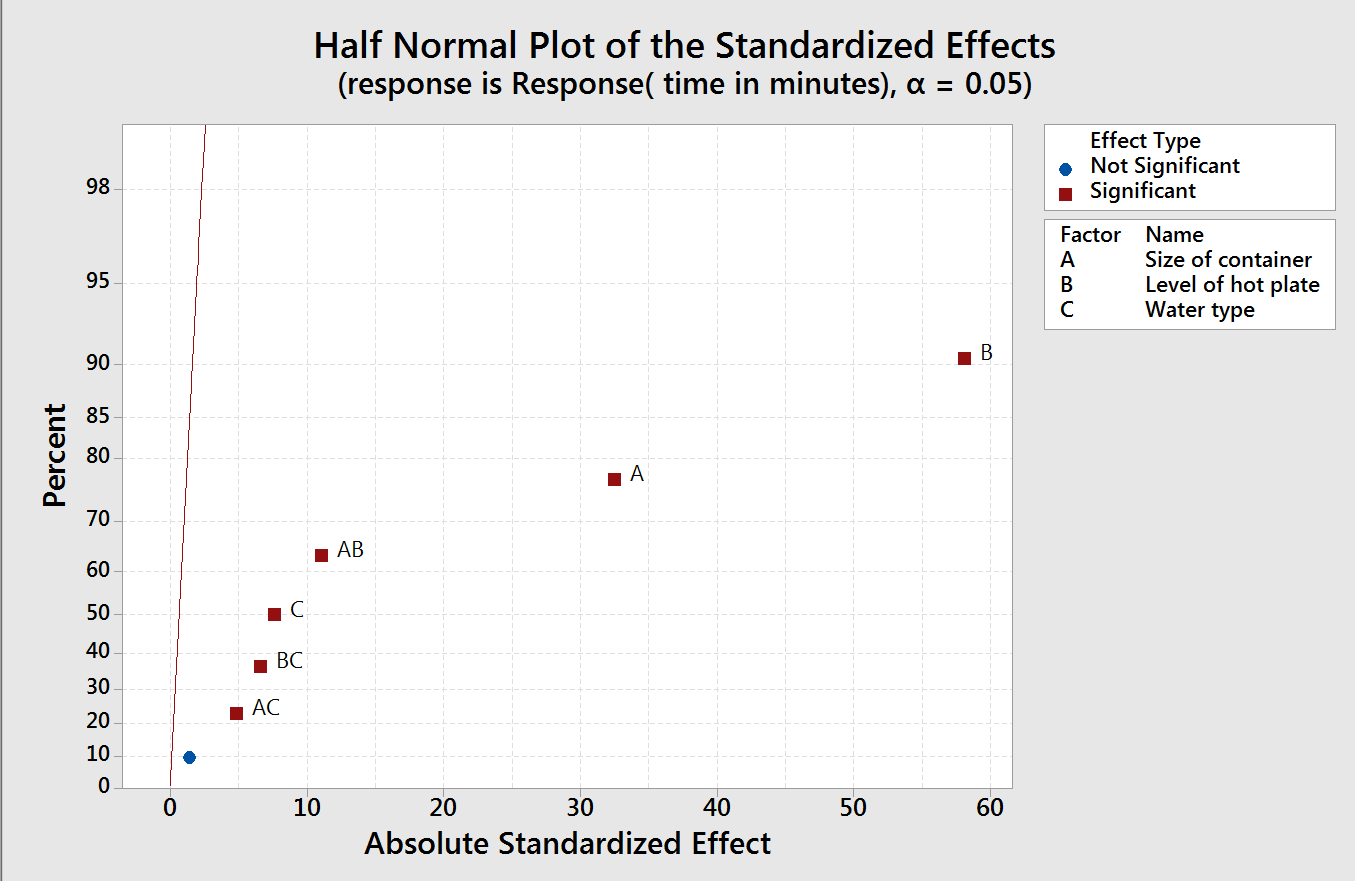 Half Normal Plot of the Standardized Effects
(response is Response( time in minutes), α = 0.05)
Effect Type
Not Significant
Significant
Factor Name
A Size of container
B Level of hot plate
C Water type
Percent
98
95
90
85
80
70
60
50
40
30
20
10
0
B
A
AB
C
BC
AC
0 10 20 30 40 50 60
Absolute Standardized Effect